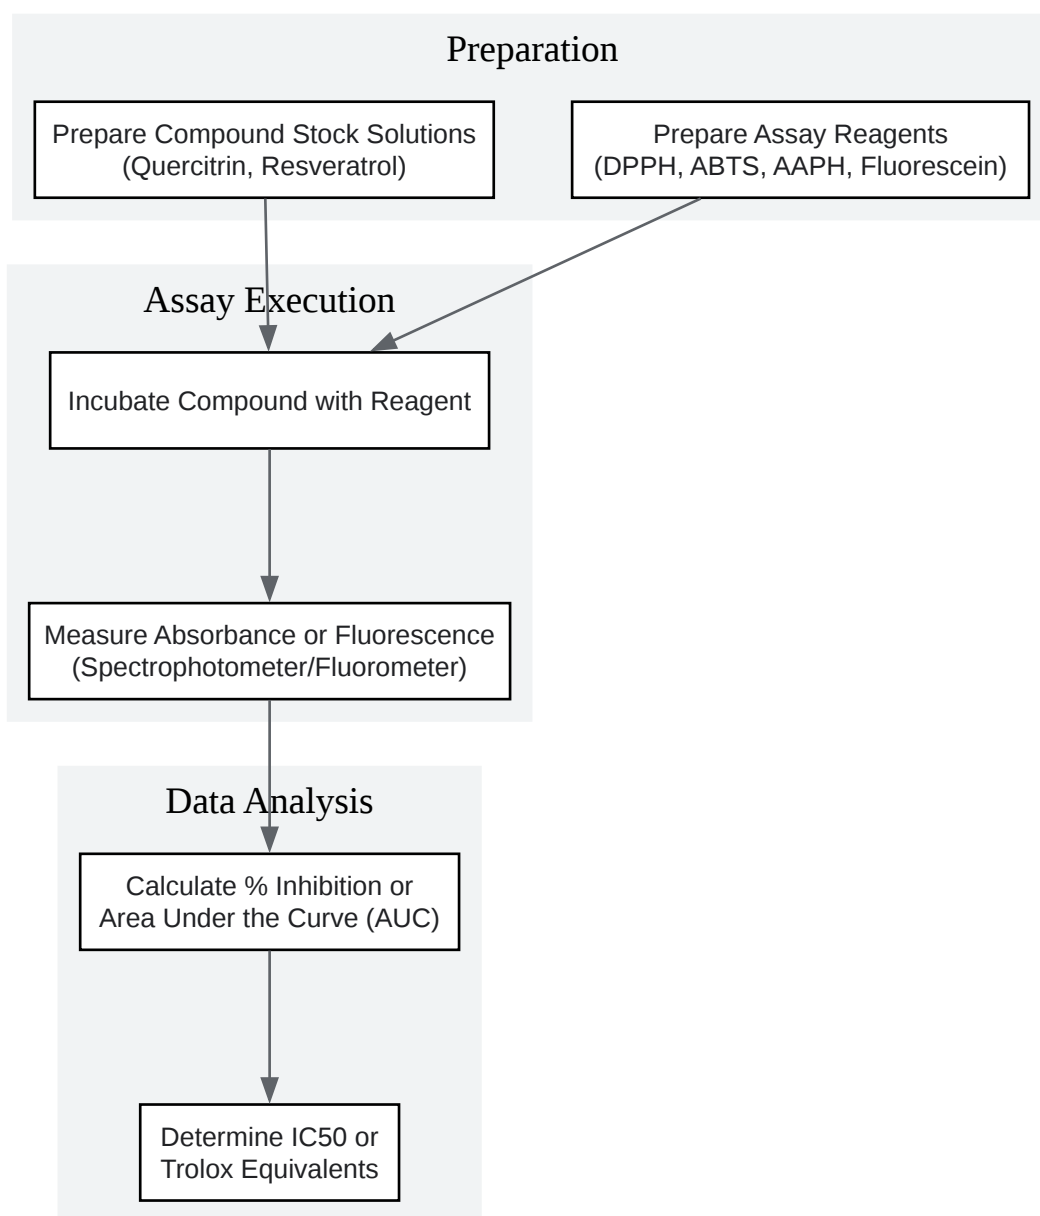 Preparation
Prepare Compound Stock Solutions
(Quercitrin, Resveratrol)
Prepare Assay Reagents
(DPPH, ABTS, AAPH, Fluorescein)
Assay Execution
Incubate Compound with Reagent
Measure Absorbance or Fluorescence
(Spectrophotometer/Fluorometer)
Data Analysis
Calculate % Inhibition or
Area Under the Curve (AUC)
Determine IC50 or
Trolox Equivalents